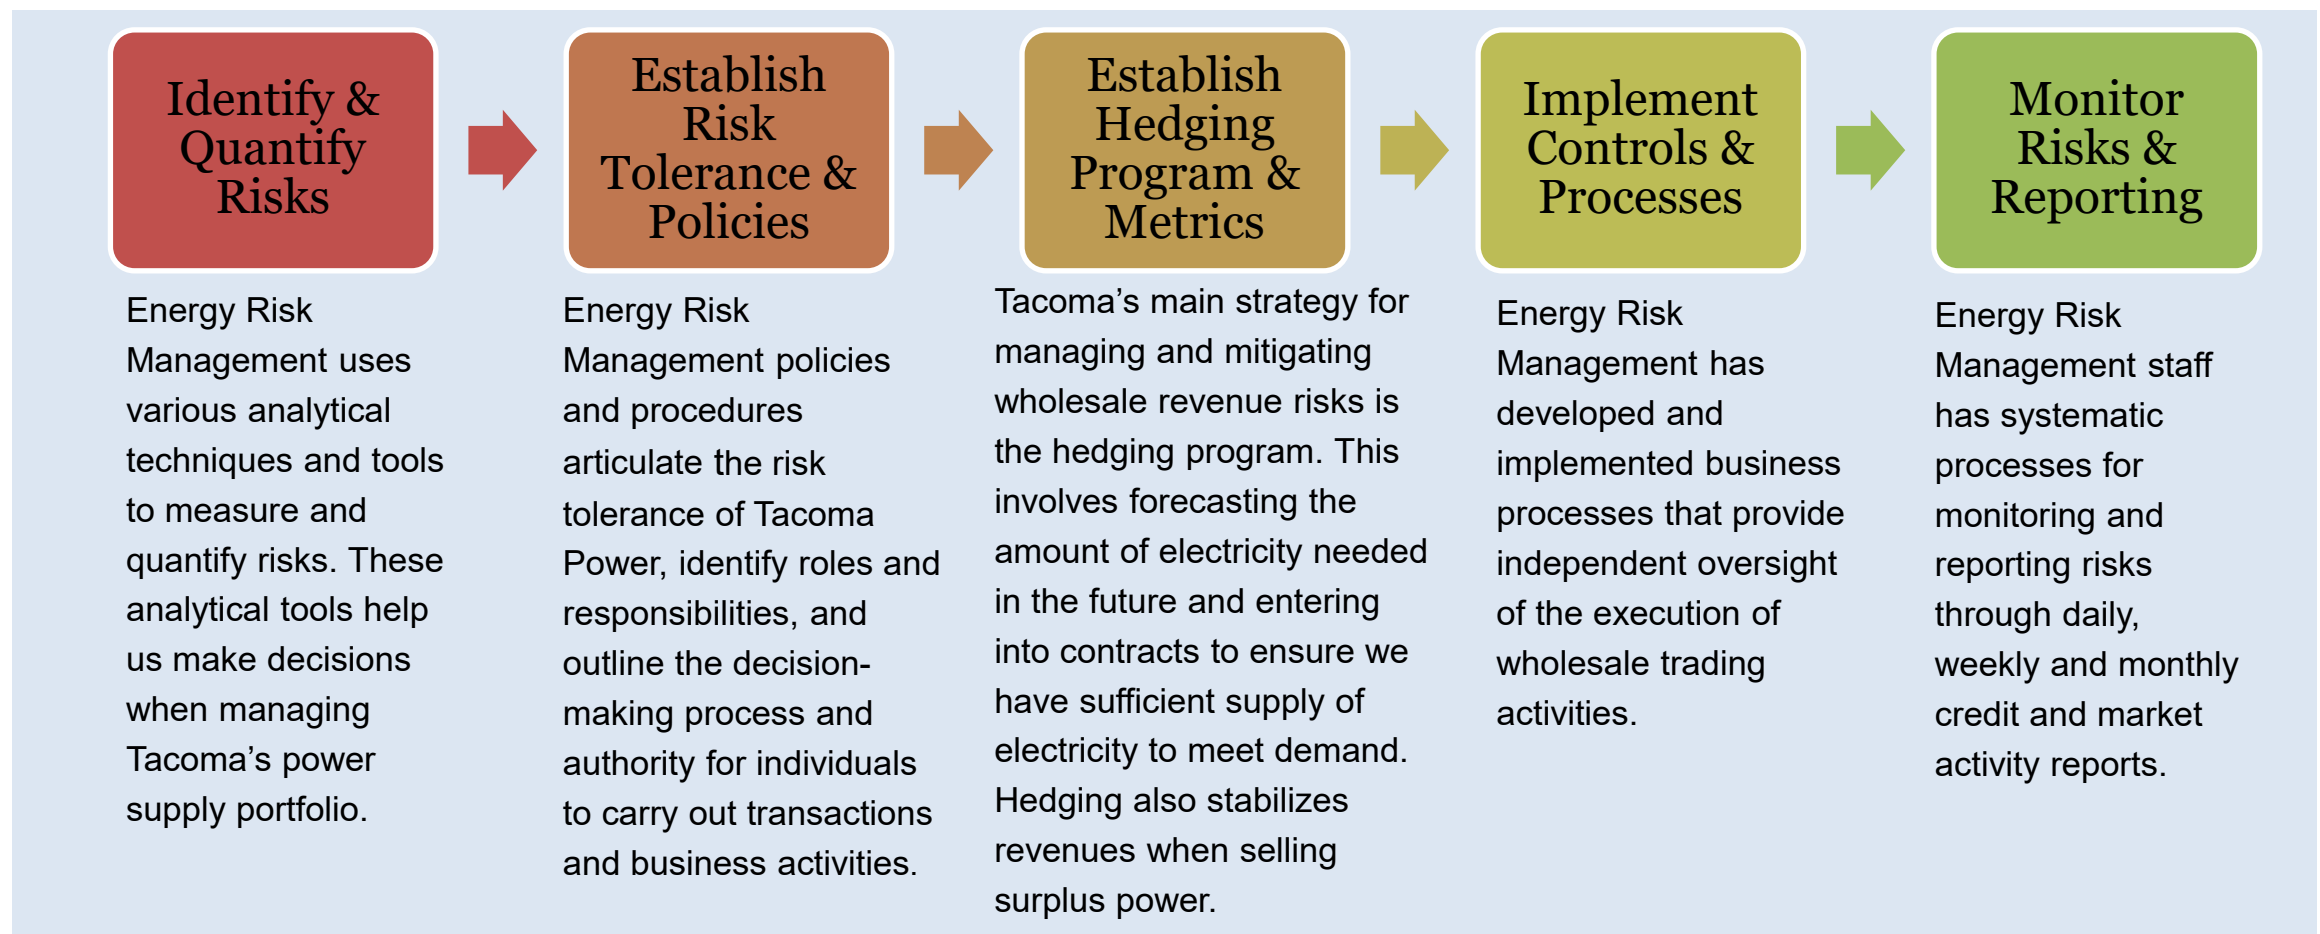 Identify &
Quantify
Risks
Establish
Risk
Tolerance &
Policies
Establish
Hedging
Program &
Metrics
Implement
Controls &
Processes
Monitor
Risks &
Reporting
Energy Risk
Management uses
various analytical
techniques and tools
to measure and
quantify risks. These
analytical tools help
us make decisions
when managing
Tacoma’s power
supply portfolio.
Energy Risk
Management policies
and procedures
articulate the risk
tolerance of Tacoma
Power, identify roles and
responsibilities, and
outline the decision-
making process and
authority for individuals
to carry out transactions
and business activities.
Tacoma’s main strategy for
managing and mitigating
wholesale revenue risks is
the hedging program. This
involves forecasting the
amount of electricity needed
in the future and entering
into contracts to ensure we
have sufficient supply of
electricity to meet demand.
Hedging also stabilizes
revenues when selling
surplus power.
Energy Risk
Management has
developed and
implemented business
processes that provide
independent oversight
of the execution of
wholesale trading
activities.
Energy Risk
Management staff
has systematic
processes for
monitoring and
reporting risks
through daily,
weekly and monthly
credit and market
activity reports.